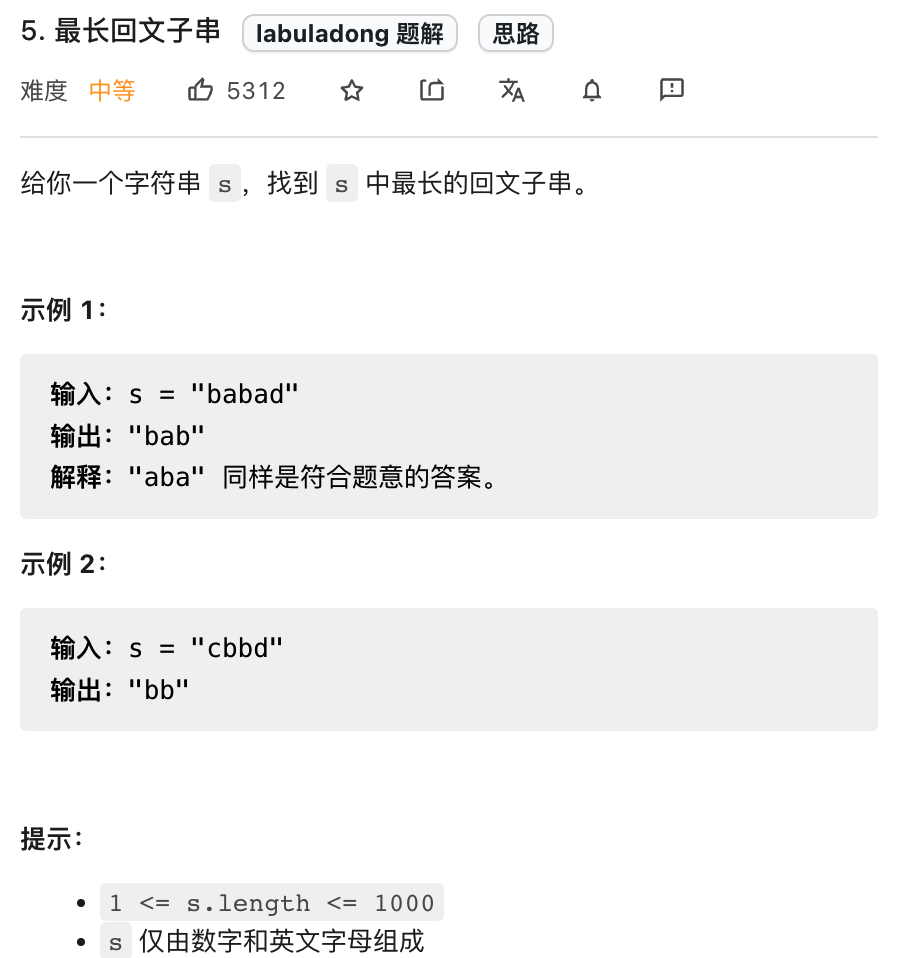 5. 最长回文子串 labuladong 题解 思路
难度 中等 5312
给你一个字符串 s，找到 s 中最长的回文子串。
示例 1：
输入：s = "babad"
输出："bab"
解释："aba" 同样是符合题意的答案。
示例 2：
输入：s = "cbbd"
输出："bb"
提示：
• 1 <= s.length <= 1000
• s 仅由数字和英文字母组成